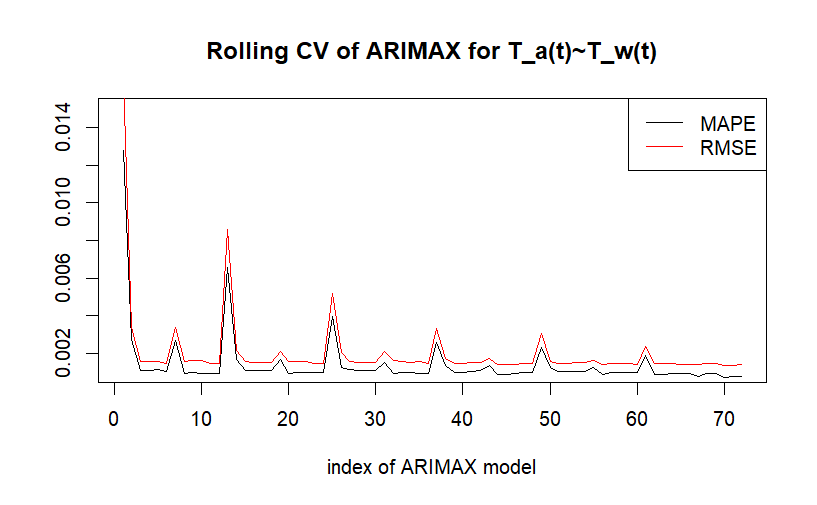 Rolling CV of ARIMAX for T_a(t)~T_w(t)
MAPE
RMSE
0.014
0.010
0.006
0.002
0 10 20 30 40 50 60 70
index of ARIMAX model